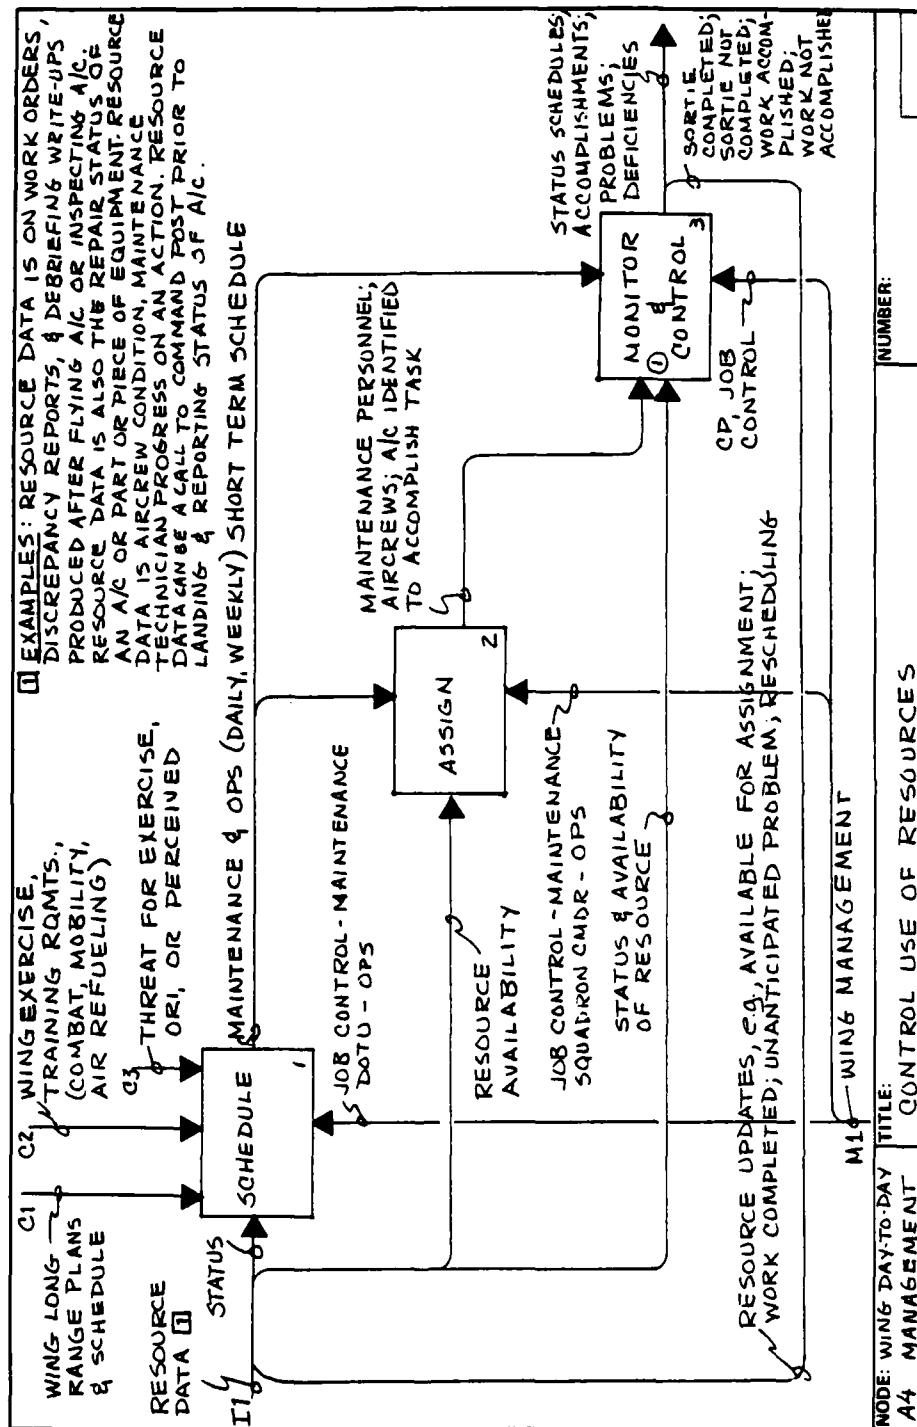 C1
WING LONG
RANGE PLANS
& SCHEDULE
C2
WING EXERCISE,
TRAINING RQMTS.,
(COMBAT, MOBILITY,
AIR REFUELING)
C3
THREAT FOR EXERCISE,
ORI, OR PERCEIVED
1 EXAMPLES: RESOURCE DATA IS ON WORK ORDERS,
DISCREPANCY REPORTS, & DEBRIEFING WRITE-UPS
PRODUCED AFTER FLYING A/C OR INSPECTING A/C.
RESOURCE DATA IS ALSO THE REPAIR STATUS OF
AN A/C OR PART OR PIECE OF EQUIPMENT. RESOURCE
DATA IS AIRCREW CONDITION, MAINTENANCE
TECHNICIAN PROGRESS ON AN ACTION. RESOURCE
DATA CAN BE A CALL TO COMMAND POST PRIOR TO
LANDING & REPORTING STATUS OF A/C.
RESOURCE
DATA 1
I1
STATUS
SCHEDULE
1
MAINTENANCE & OPS (DAILY, WEEKLY) SHORT TERM SCHEDULE
JOB CONTROL-MAINTENANCE
DOTU-OPS
RESOURCE
AVAILABILITY
ASSIGN
2
MAINTENANCE PERSONNEL;
AIRCREWS; A/C IDENTIFIED
TO ACCOMPLISH TASK
JOB CONTROL-MAINTENANCE
SQUADRON CMDR-OPS
STATUS & AVAILABILITY
OF RESOURCE
MONITOR
&
CONTROL
1
3
STATUS SCHEDULES;
ACCOMPLISHMENTS;
PROBLEMS;
DEFICIENCIES
CP, JOB
CONTROL
SORTIE
COMPLETED;
SORTIE NOT
COMPLETED;
WORK ACCOM-
PLISHED;
WORK NOT
ACCOMPLISHED
RESOURCE UPDATES, e.g., AVAILABLE FOR ASSIGNMENT;
WORK COMPLETED; UNANTICIPATED PROBLEM; RESCHEDULING
M1
WING MANAGEMENT
NODE: WING DAY-TO-DAY
A4 MANAGEMENT
TITLE:
CONTROL USE OF RESOURCES
NUMBER: